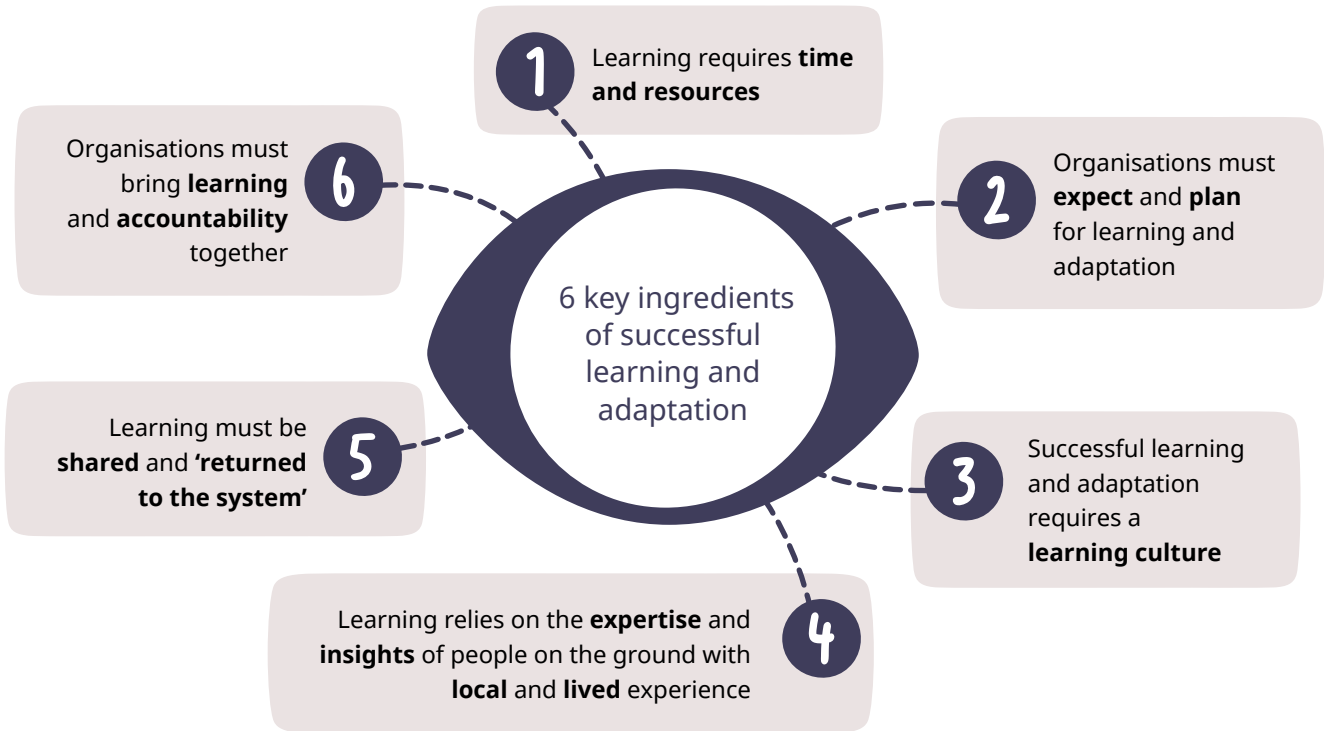 6 key ingredients
of successful
learning and
adaptation
1
Learning requires time
and resources
2
Organisations must
expect and plan
for learning and
adaptation
3
Successful learning
and adaptation
requires a
learning culture
4
Learning relies on the expertise and
insights of people on the ground with
local and lived experience
5
Learning must be
shared and ‘returned
to the system’
6
Organisations must
bring learning
and accountability
together